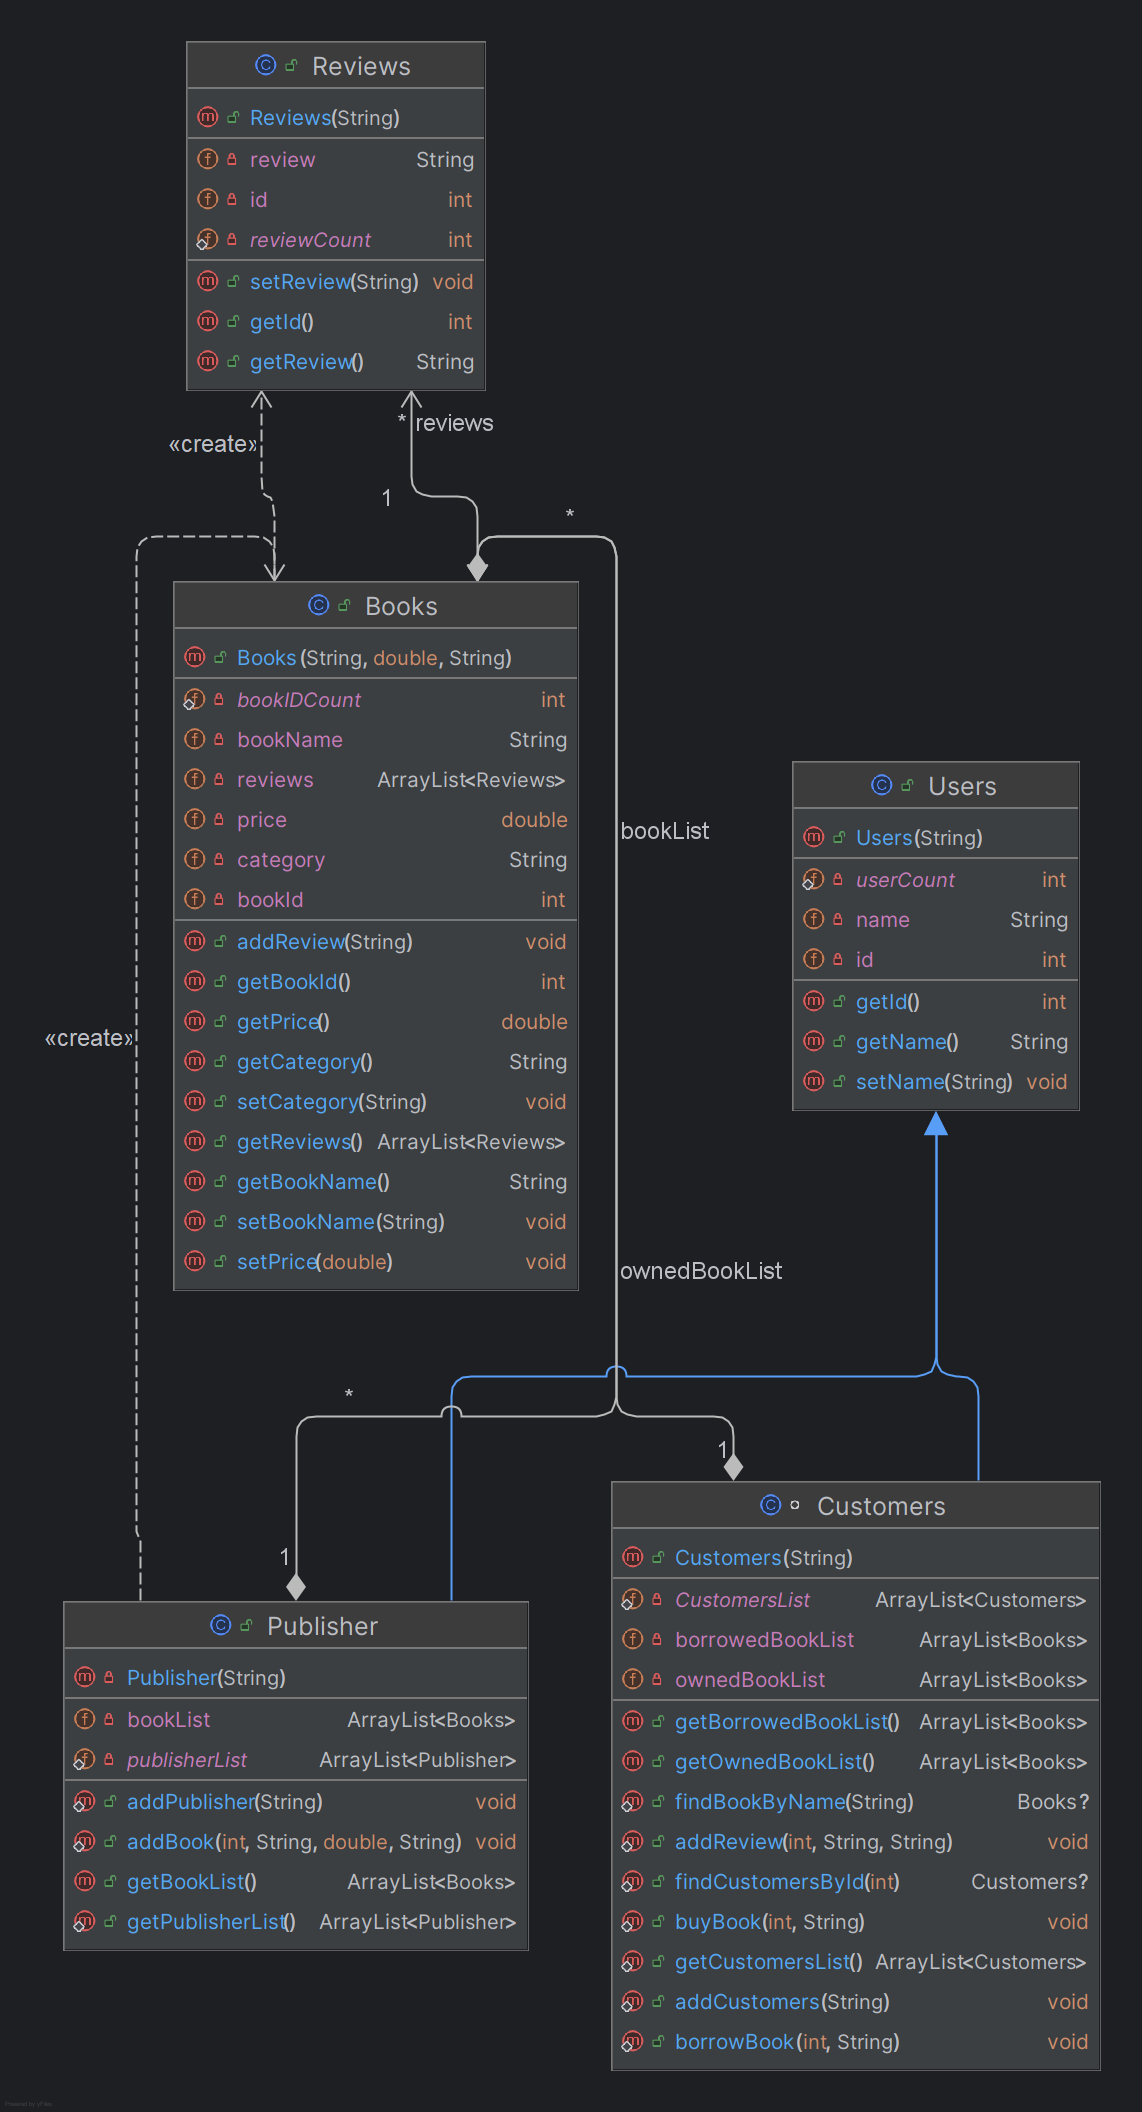 Reviews
Reviews(String)
review String
id int
reviewCount int
setReview(String) void
getId() int
getReview() String
* reviews
«create»
1
*
Books
Books(String, double, String)
bookIDCount int
bookName String
reviews ArrayList<Reviews>
price double
category String
bookId int
addReview(String) void
getBookId() int
getPrice() double
getCategory() String
setCategory(String) void
getReviews() ArrayList<Reviews>
getBookName() String
setBookName(String) void
setPrice(double) void
bookList
Users
Users(String)
userCount int
name String
id int
getId() int
getName() String
setName(String) void
«create»
ownedBookList
*
1
1
Customers
Customers(String)
CustomersList ArrayList<Customers>
borrowedBookList ArrayList<Books>
ownedBookList ArrayList<Books>
getBorrowedBookList() ArrayList<Books>
getOwnedBookList() ArrayList<Books>
findBookByName(String) Books?
addReview(int, String, String) void
findCustomersById(int) Customers?
buyBook(int, String) void
getCustomersList() ArrayList<Customers>
addCustomers(String) void
borrowBook(int, String) void
Publisher
Publisher(String)
bookList ArrayList<Books>
publisherList ArrayList<Publisher>
addPublisher(String) void
addBook(int, String, double, String) void
getBookList() ArrayList<Books>
getPublisherList() ArrayList<Publisher>
Powered by yFiles